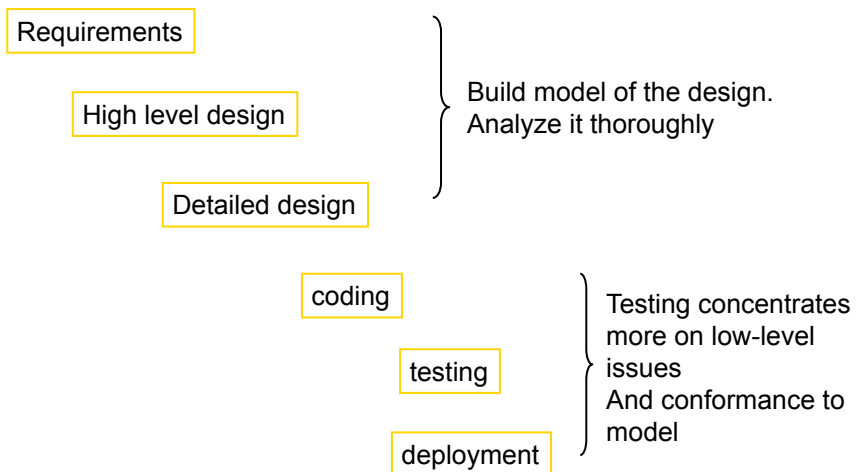 Requirements
High level design
Build model of the design.
Analyze it thoroughly
Detailed design
coding
Testing concentrates
more on low-level
issues
And conformance to
model
testing
deployment